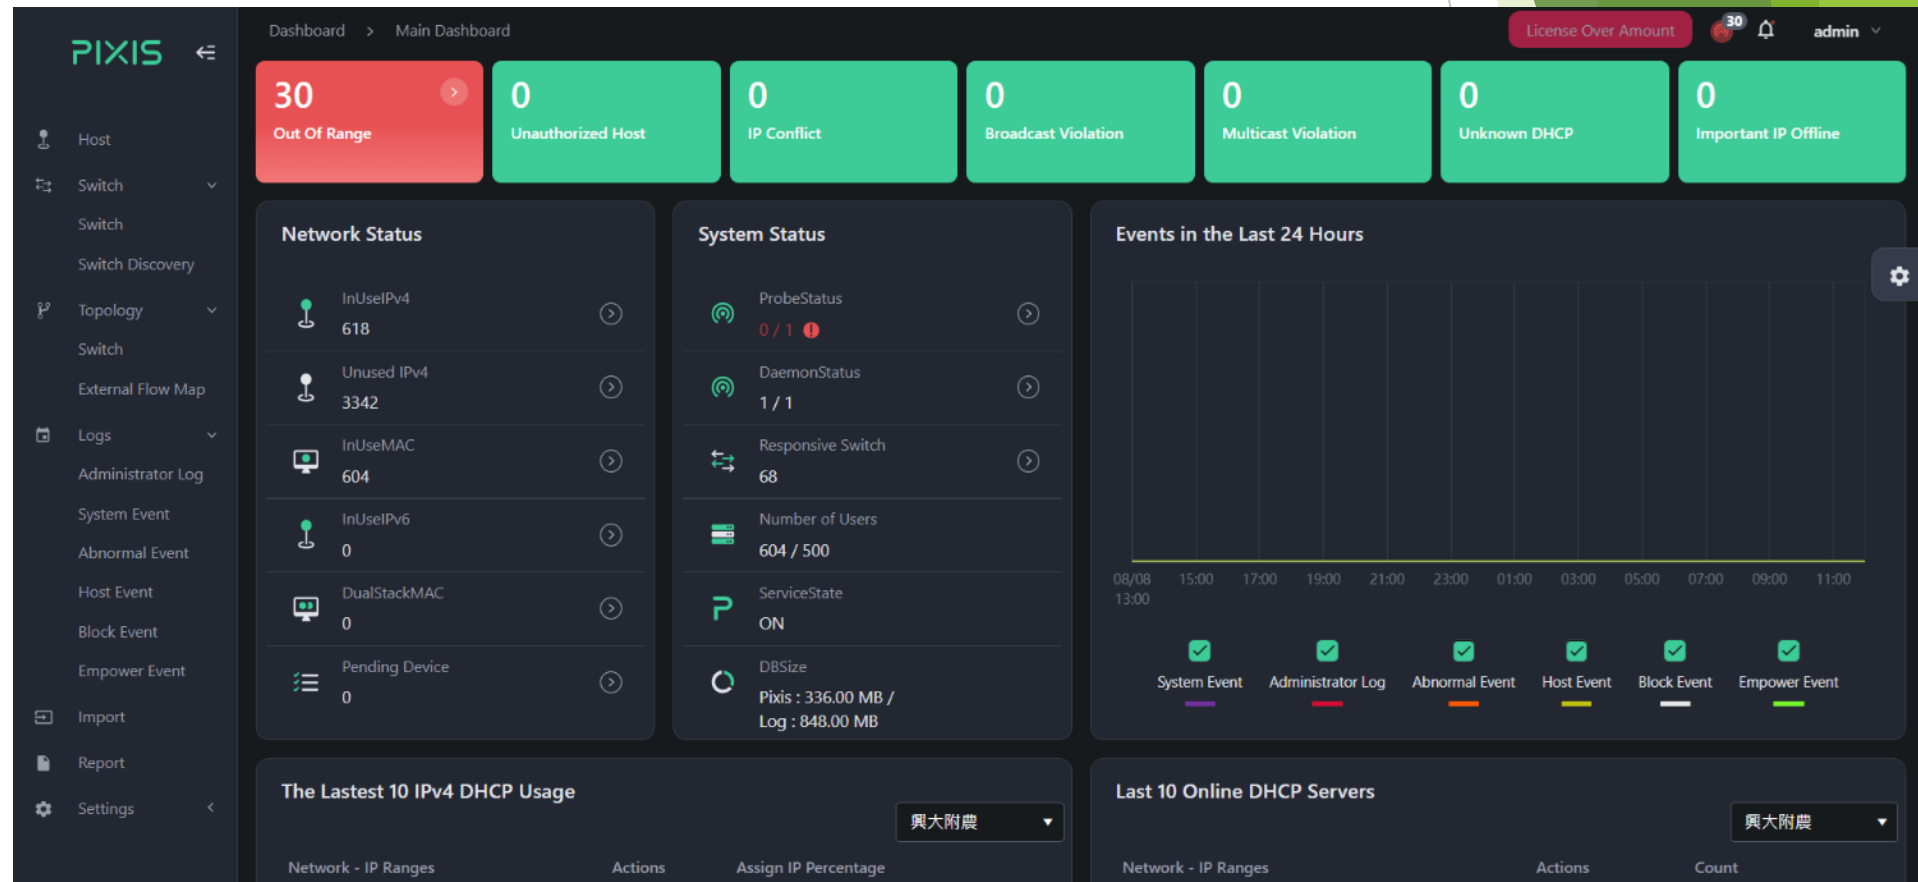 PIXIS
Dashboard > Main Dashboard
License Over Amount
30
admin
30
Out Of Range
0
Unauthorized Host
0
IP Conflict
0
Broadcast Violation
0
Multicast Violation
0
Unknown DHCP
0
Important IP Offline
Host
Switch
Switch
Switch Discovery
Topology
Switch
External Flow Map
Logs
Administrator Log
System Event
Abnormal Event
Host Event
Block Event
Empower Event
Import
Report
Settings
Network Status
InUseIPv4
618
Unused IPv4
3342
InUseMAC
604
InUseIPv6
0
DualStackMAC
0
Pending Device
0
System Status
ProbeStatus
0 / 1
DaemonStatus
1 / 1
Responsive Switch
68
Number of Users
604 / 500
ServiceState
ON
DBSize
Pixis : 336.00 MB /
Log : 848.00 MB
Events in the Last 24 Hours
08/08 15:00 17:00 19:00 21:00 23:00 01:00 03:00 05:00 07:00 09:00 11:00
13:00
System Event Administrator Log Abnormal Event Host Event Block Event Empower Event
The Lastest 10 IPv4 DHCP Usage
興大附農
Network - IP Ranges Actions Assign IP Percentage
Last 10 Online DHCP Servers
興大附農
Network - IP Ranges Actions Count